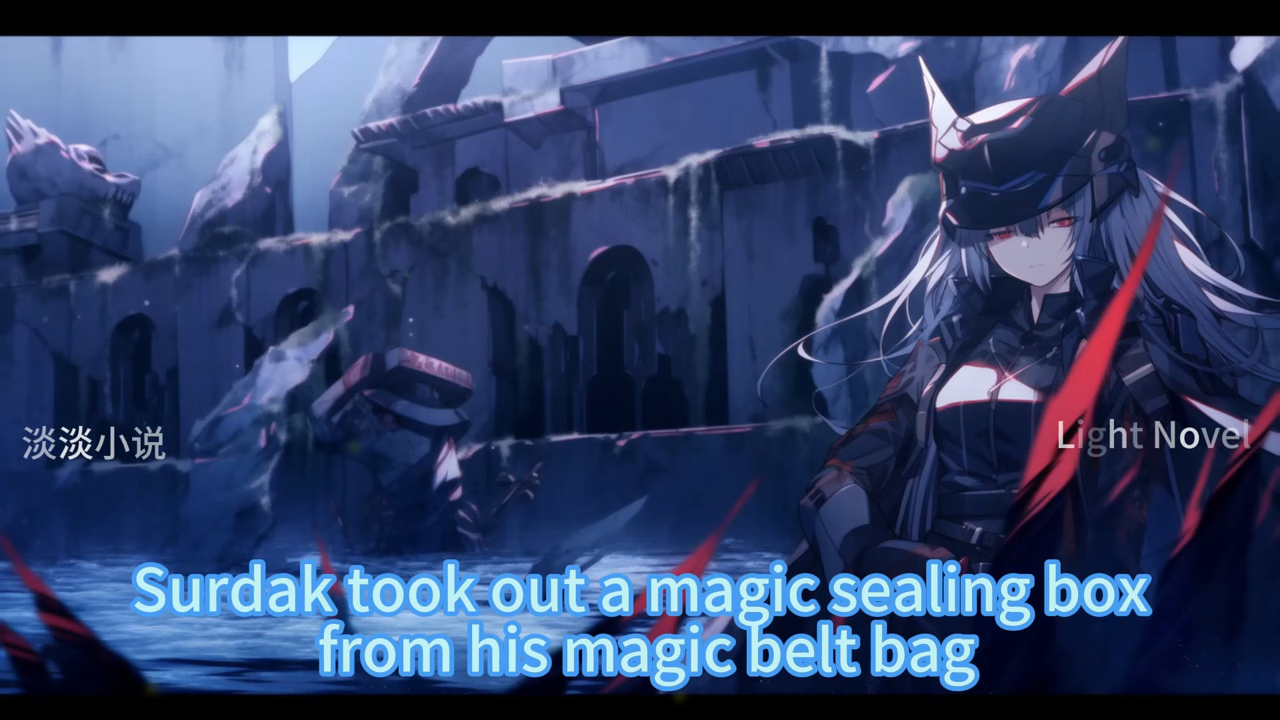 淡淡小说
Light Novel
Surdak took out a magic sealing box
from his magic belt bag